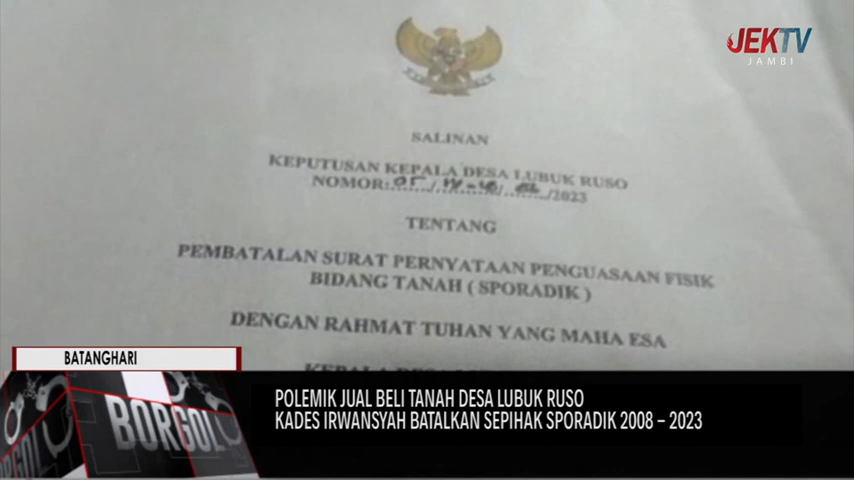 JEKTV
JAMBI
SALINAN
KEPUTUSAN KEPALA DESA LUBUK RUSO
NOMOR: 05/ / /2023
TENTANG
PEMBATALAN SURAT PERNYATAAN PENGUASAAN FISIK
BIDANG TANAH ( SPORADIK )
DENGAN RAHMAT TUHAN YANG MAHA ESA
BATANGHARI
BORGOL
POLEMIK JUAL BELI TANAH DESA LUBUK RUSO
KADES IRWANSYAH BATALKAN SEPIHAK SPORADIK 2008 – 2023